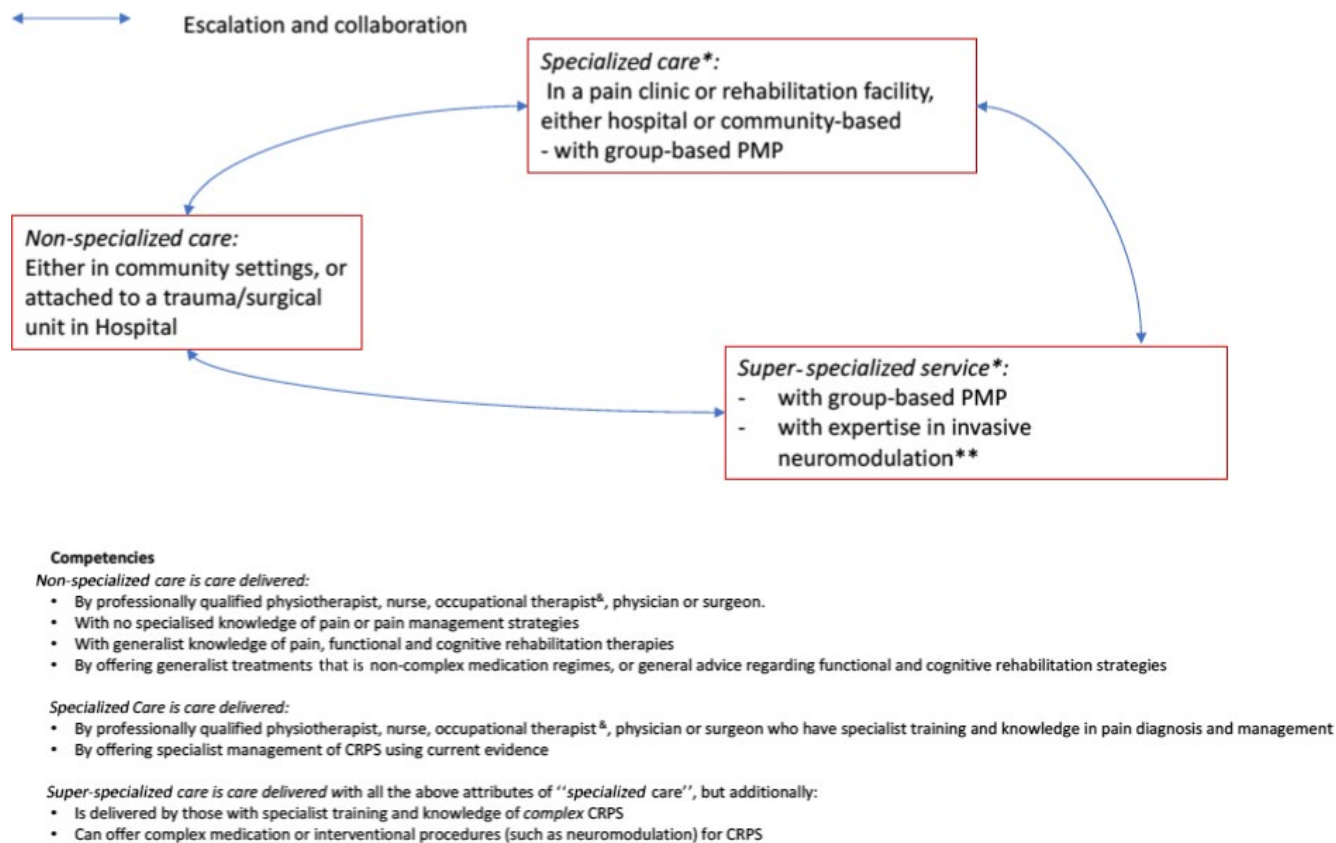 Escalation and collaboration
Specialized care*:
In a pain clinic or rehabilitation facility,
either hospital or community-based
- with group-based PMP
Non-specialized care:
Either in community settings, or
attached to a trauma/surgical
unit in Hospital
Super-specialized service*:
- with group-based PMP
- with expertise in invasive
neuromodulation**
Competencies
Non-specialized care is care delivered:
• By professionally qualified physiotherapist, nurse, occupational therapist&, physician or surgeon.
• With no specialised knowledge of pain or pain management strategies
• With generalist knowledge of pain, functional and cognitive rehabilitation therapies
• By offering generalist treatments that is non-complex medication regimes, or general advice regarding functional and cognitive rehabilitation strategies
Specialized Care is care delivered:
• By professionally qualified physiotherapist, nurse, occupational therapist&, physician or surgeon who have specialist training and knowledge in pain diagnosis and management
• By offering specialist management of CRPS using current evidence
Super-specialized care is care delivered with all the above attributes of ‘‘specialized care’’, but additionally:
• Is delivered by those with specialist training and knowledge of complex CRPS
• Can offer complex medication or interventional procedures (such as neuromodulation) for CRPS